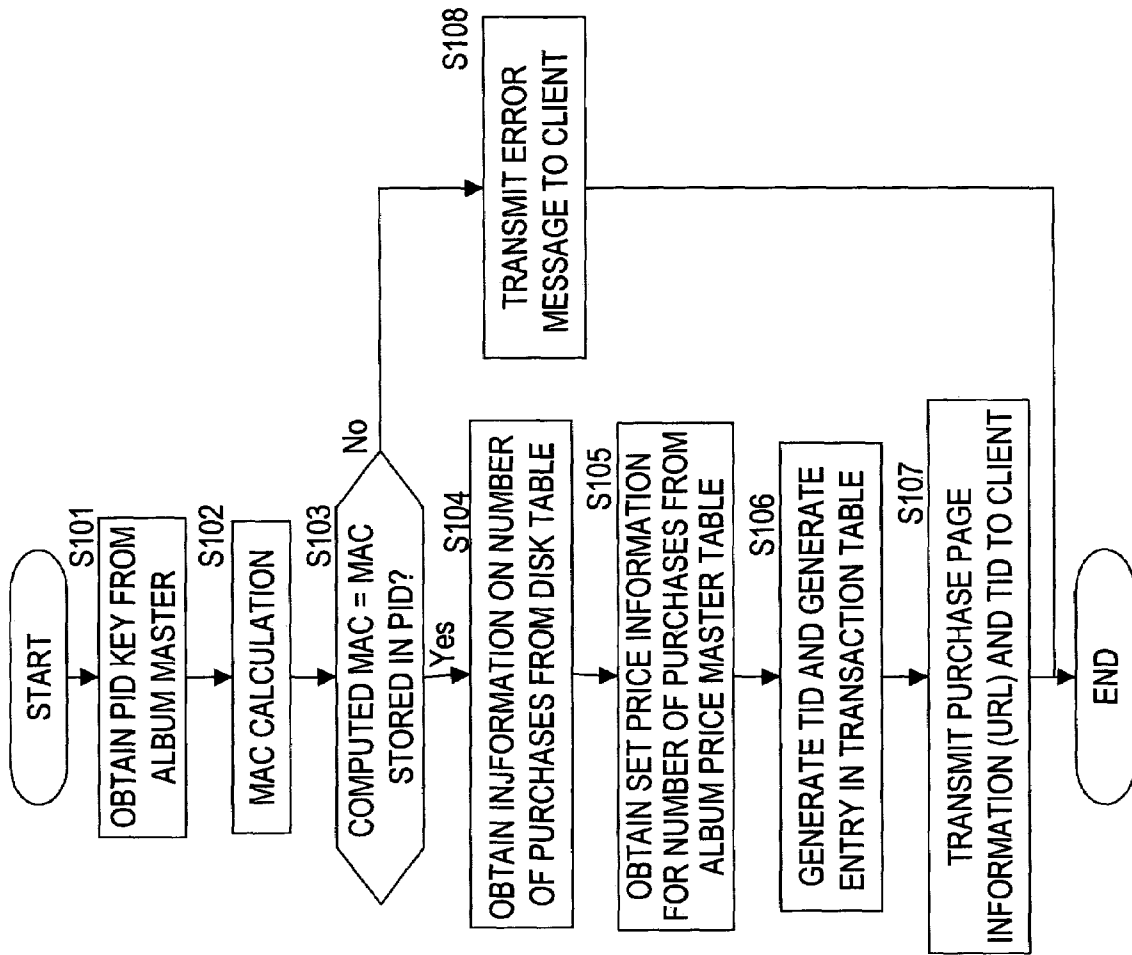 START
S101
OBTAIN PID KEY FROM
ALBUM MASTER
S102
MAC CALCULATION
S103
COMPUTED MAC = MAC
STORED IN PID?
No
Yes
S104
OBTAIN INJFORMATION ON NUMBER
OF PURCHASES FROM DISK TABLE
S105
OBTAIN SET PRICE INFORMATION
FOR NUMBER OF PURCHASES FROM
ALBUM PRICE MASTER TABLE
S106
GENERATE TID AND GENERATE
ENTRY IN TRANSACTION TABLE
S107
TRANSMIT PURCHASE PAGE
INFORMATION (URL) AND TID TO CLIENT
S108
TRANSMIT ERROR
MESSAGE TO CLIENT
END